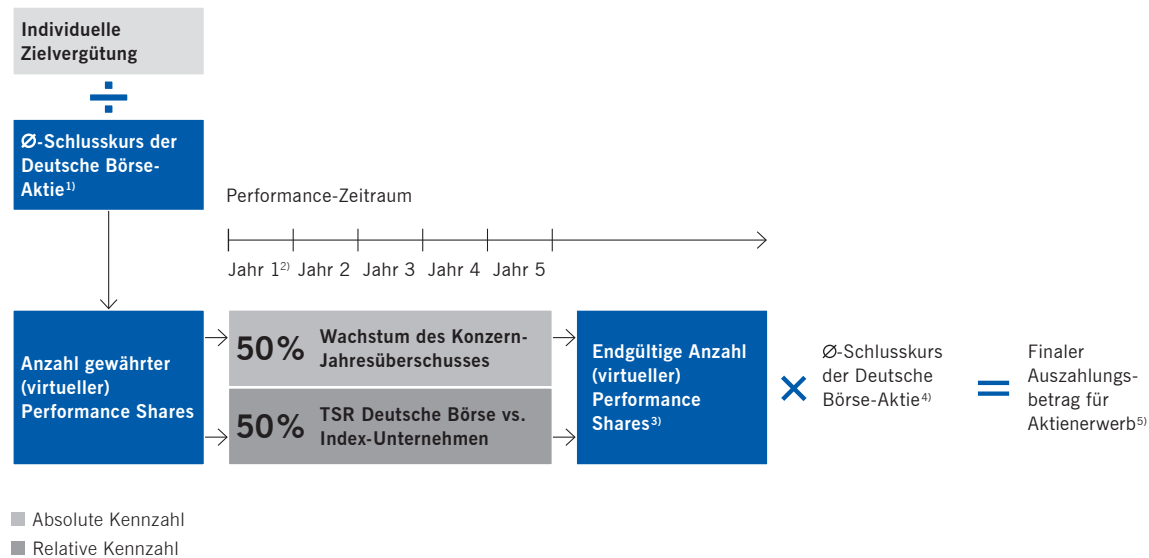 Individuelle
Zielvergütung
÷
Ø-Schlusskurs der
Deutsche Börse-
Aktie¹⁾
Performance-Zeitraum
Jahr 1²⁾ Jahr 2 Jahr 3 Jahr 4 Jahr 5
Anzahl gewährter
(virtueller)
Performance Shares
50% Wachstum des Konzern-
Jahresüberschusses
50% TSR Deutsche Börse vs.
Index-Unternehmen
Endgültige Anzahl
(virtueller)
Performance
Shares³⁾
×
Ø-Schlusskurs
der Deutsche
Börse-Aktie⁴⁾
=
Finaler
Auszahlungs-
betrag für
Aktienerwerb⁵⁾
Absolute Kennzahl
Relative Kennzahl